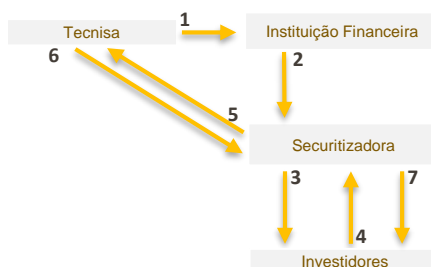 1
Tecnisa
Instituição Financeira
6
2
5
Securitizadora
3
7
4
Investidores